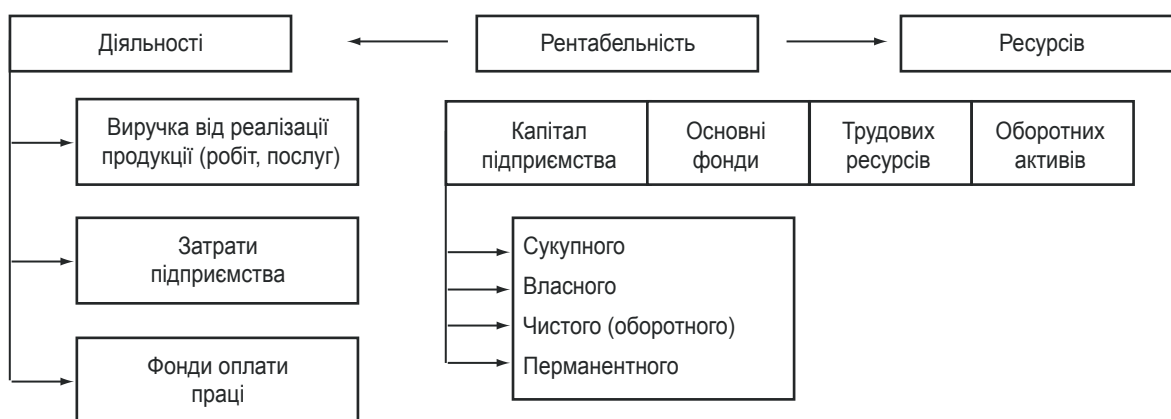 Діяльності
Рентабельність
Ресурсів
Виручка від реалізації
продукції (робіт, послуг)
Затрати
підприємства
Фонди оплати
праці
Капітал
підприємства
Основні
фонди
Трудових
ресурсів
Оборотних
активів
Сукупного
Власного
Чистого (оборотного)
Перманентного